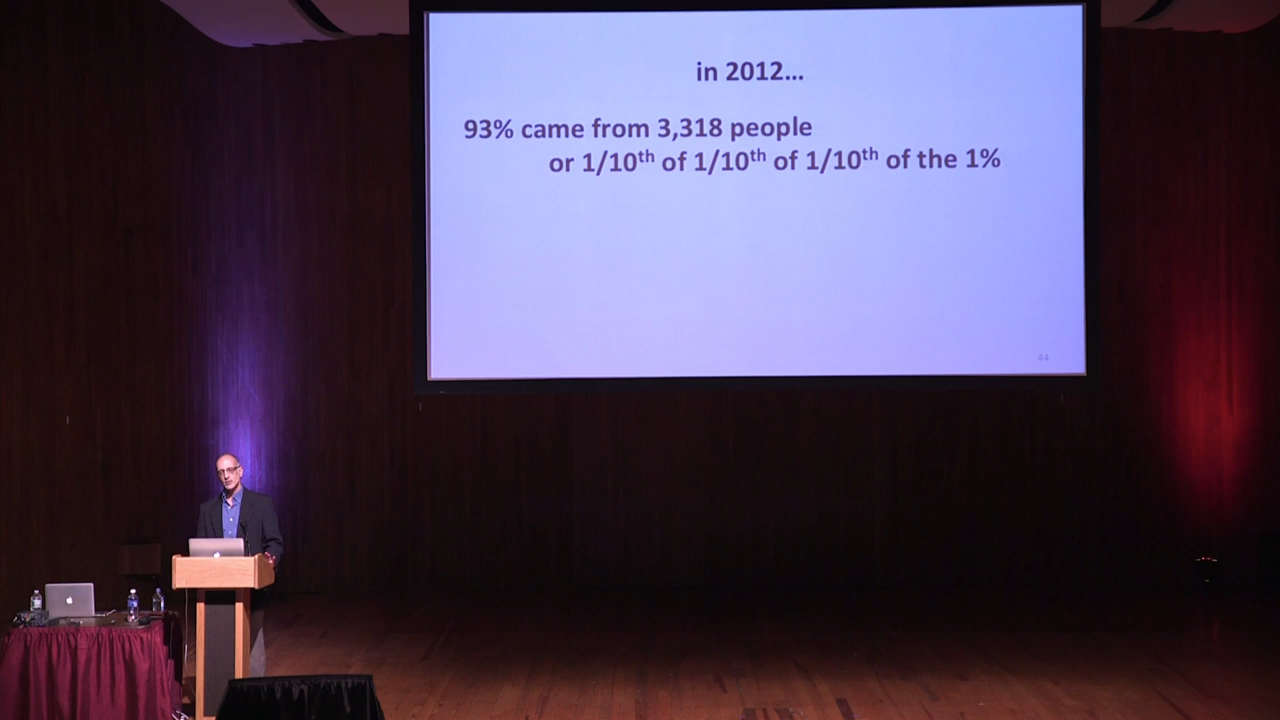 in 2012...
93% came from 3,318 people
or 1/10th of 1/10th of 1/10th of the 1%
44